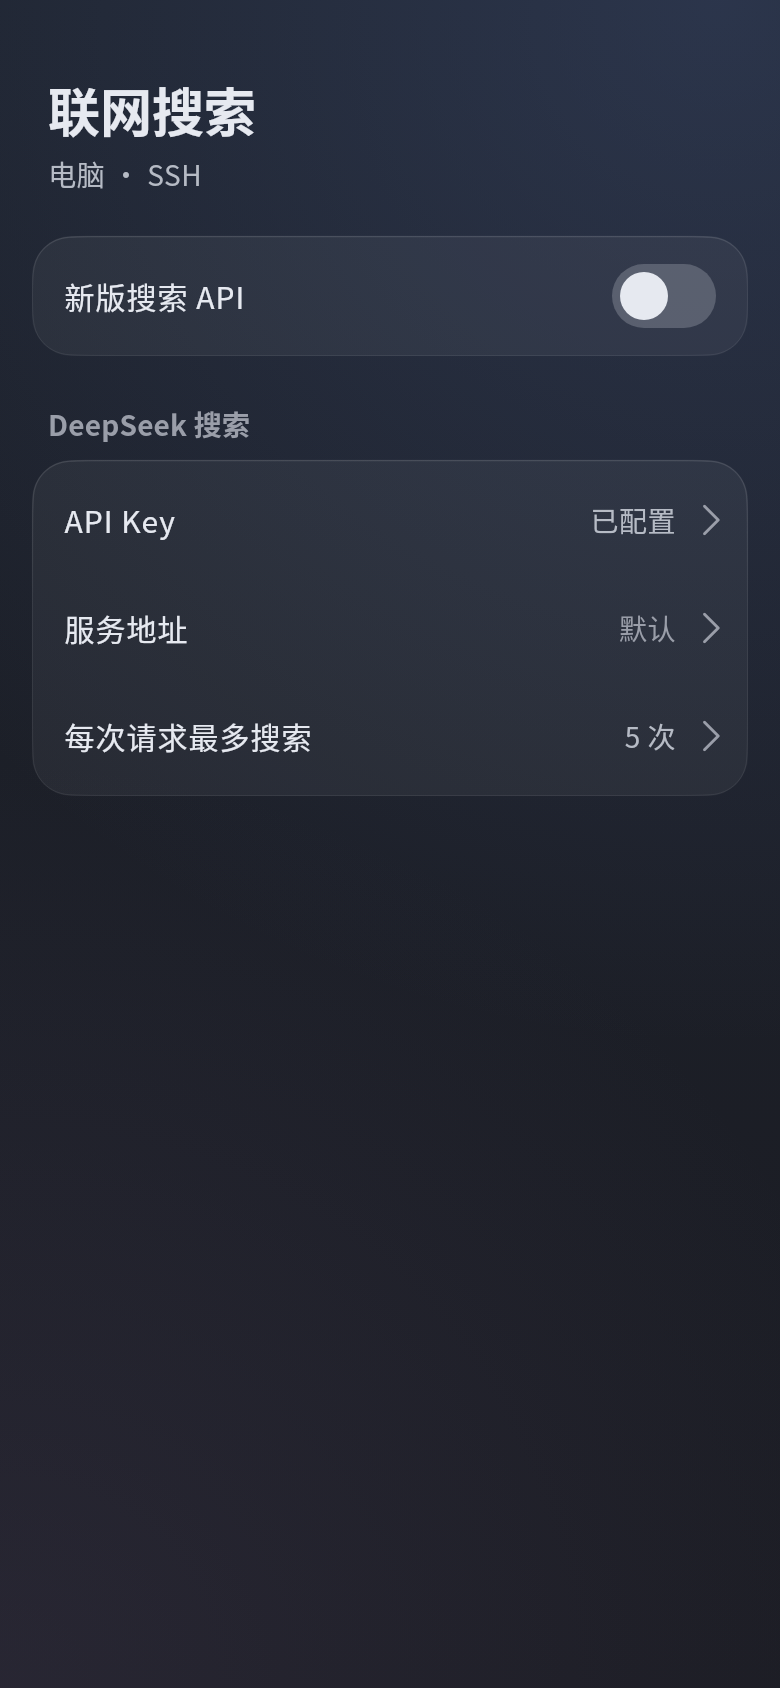 联网搜索
电脑 · SSH
新版搜索 API
DeepSeek 搜索
API Key 已配置
服务地址 默认
每次请求最多搜索 5 次